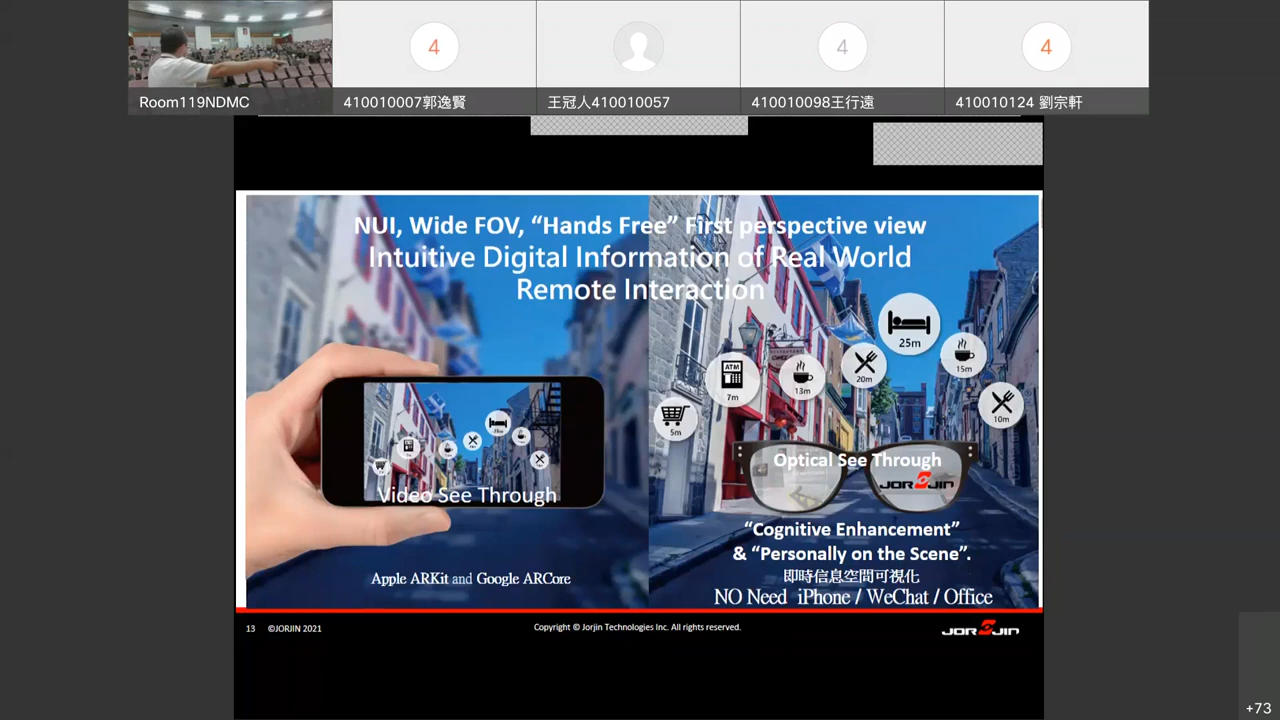 4
4
4
Room119NDMC
410010007郭逸賢
王冠人410010057
410010098王行遠
410010124 劉宗軒
NUI, Wide FOV, “Hands Free” First perspective view
Intuitive Digital Information of Real World
Remote Interaction
25m
ATM
7m
13m
20m
15m
10m
5m
Optical See Through
JORJIN
Video See Through
“Cognitive Enhancement”
& “Personally on the Scene”.
即時信息空間可視化
NO Need iPhone / WeChat / Office
Apple ARKit and Google ARCore
13 ©JORJIN 2021
Copyright © Jorjin Technologies Inc. All rights reserved.
JORJIN
+73